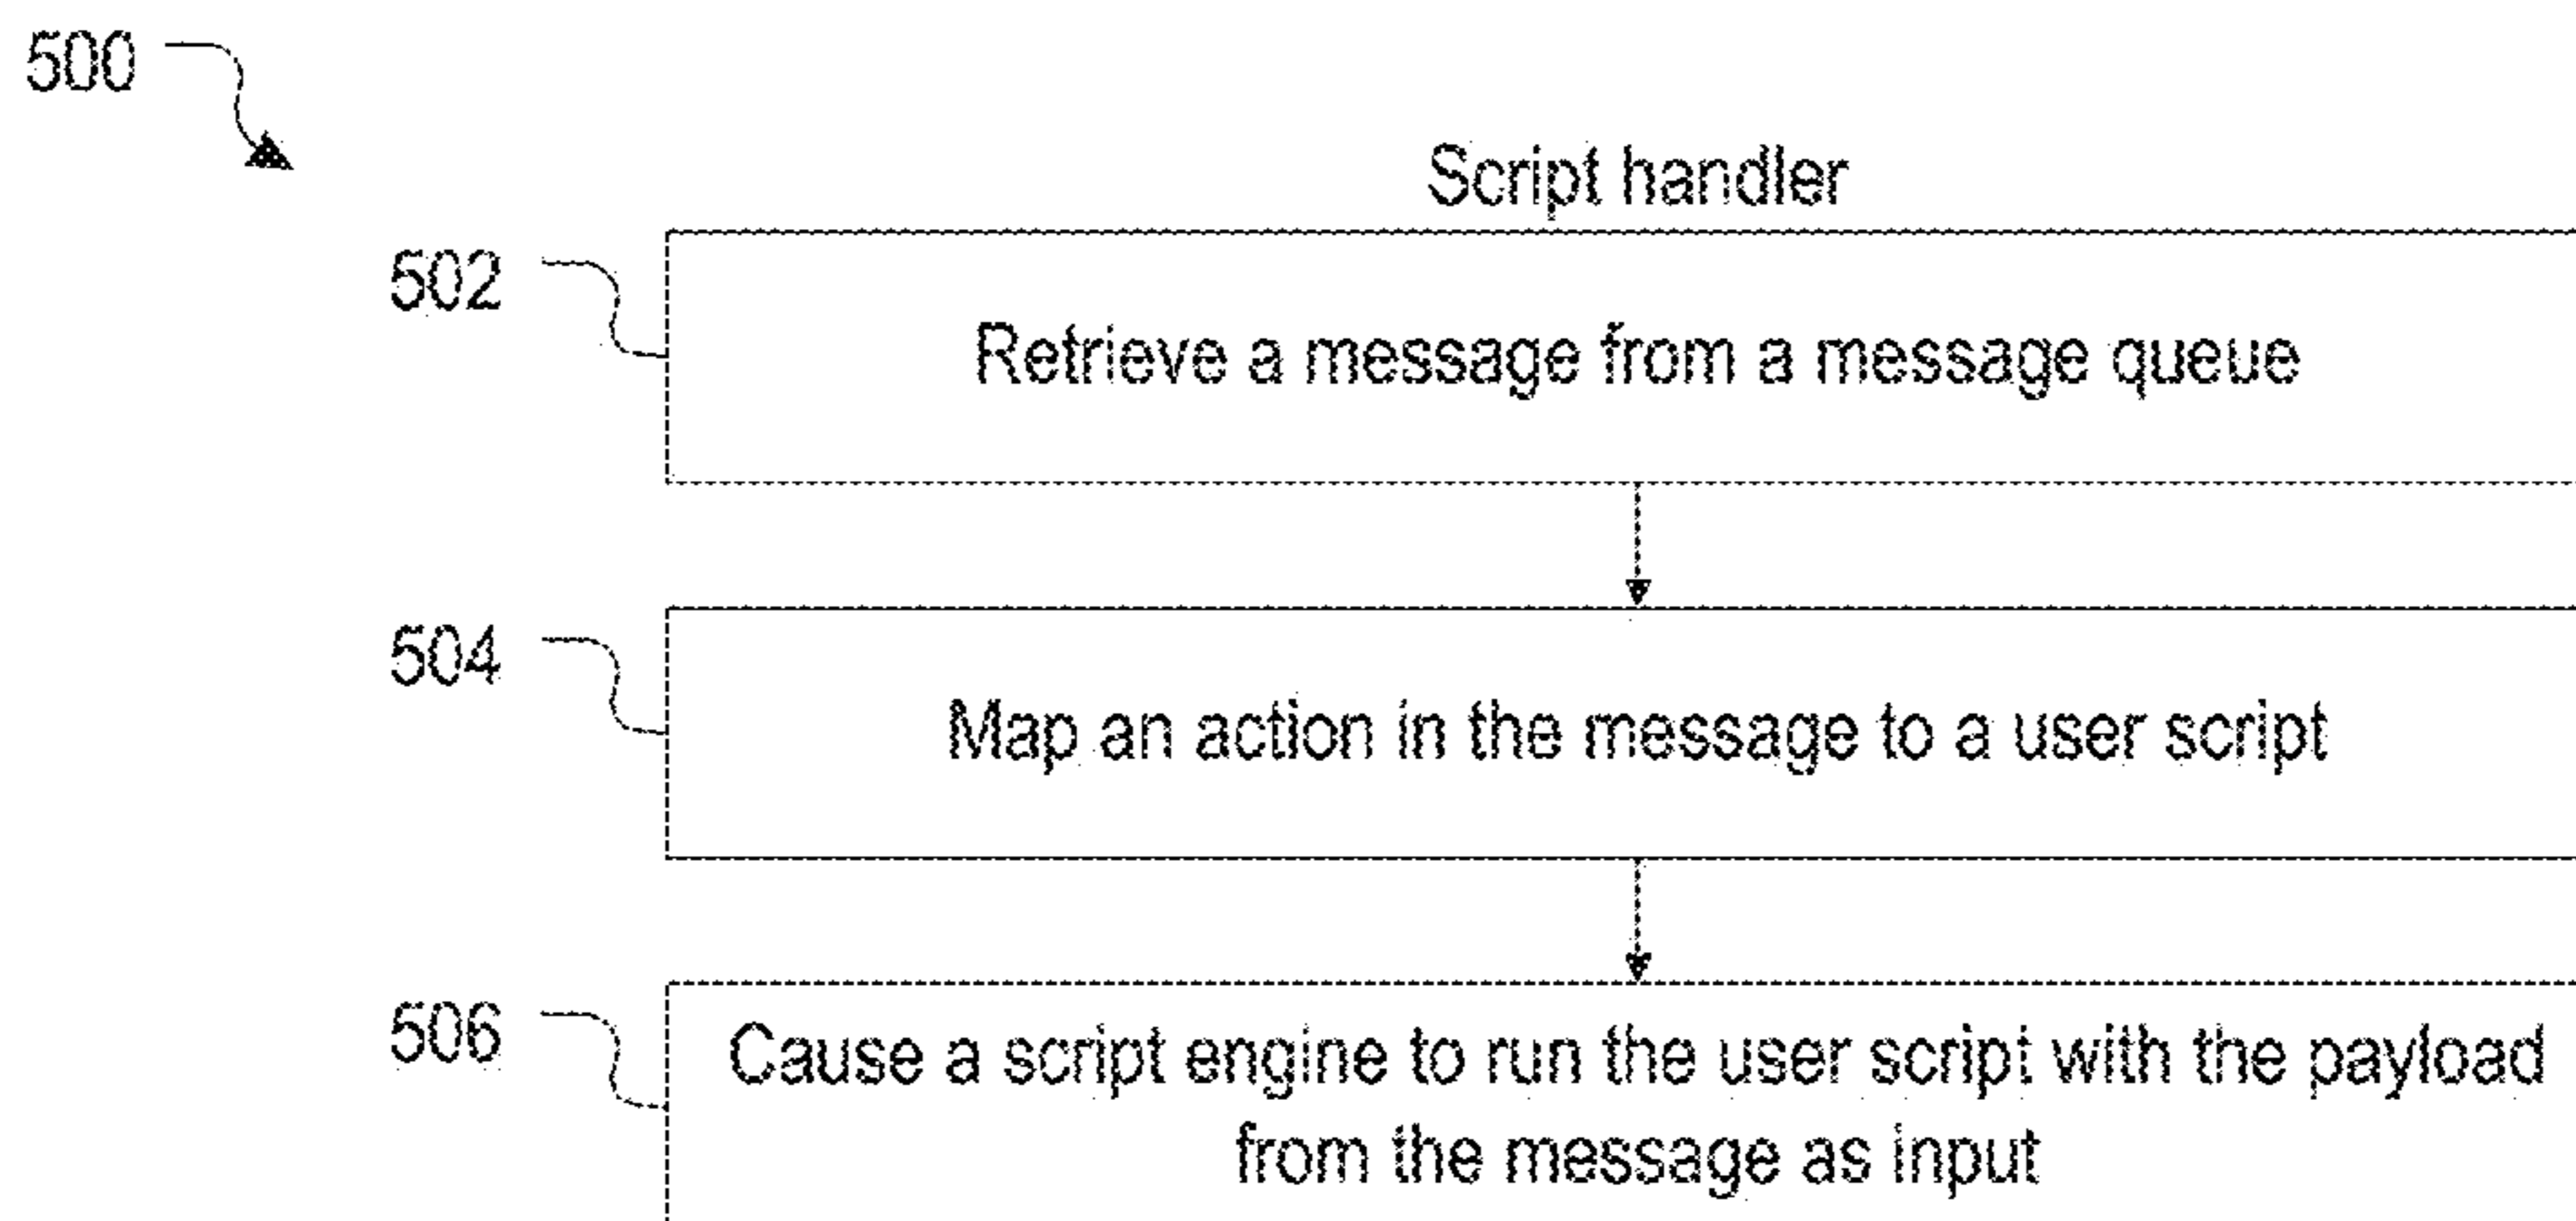 500
Script handler
502
Retrieve a message from a message queue
504
Map an action in the message to a user script
506
Cause a script engine to run the user script with the payload
from the message as input